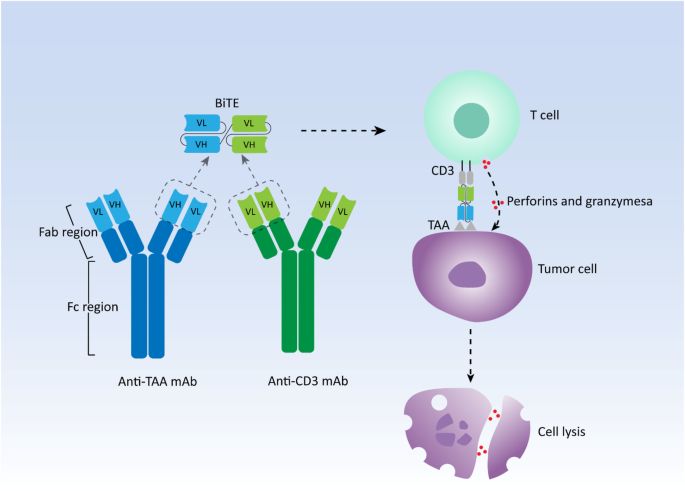 BiTE
VL
VL
VH
VH
T cell
CD3
Perforins and granzymesa
TAA
VL
VH
VH
VL
VL
VH
VH
VL
Fab region
Tumor cell
Fc region
Anti-TAA mAb
Anti-CD3 mAb
Cell lysis